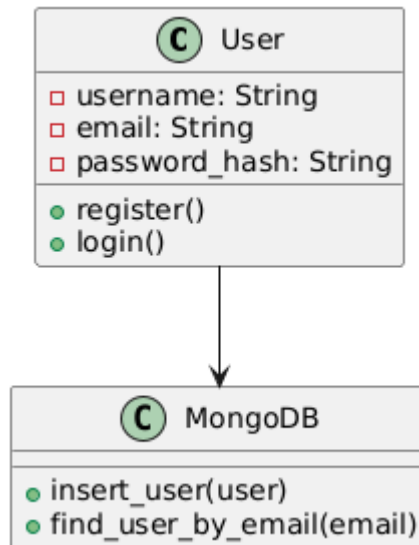 C User
username: String
email: String
password_hash: String
register()
login()
C MongoDB
insert_user(user)
find_user_by_email(email)